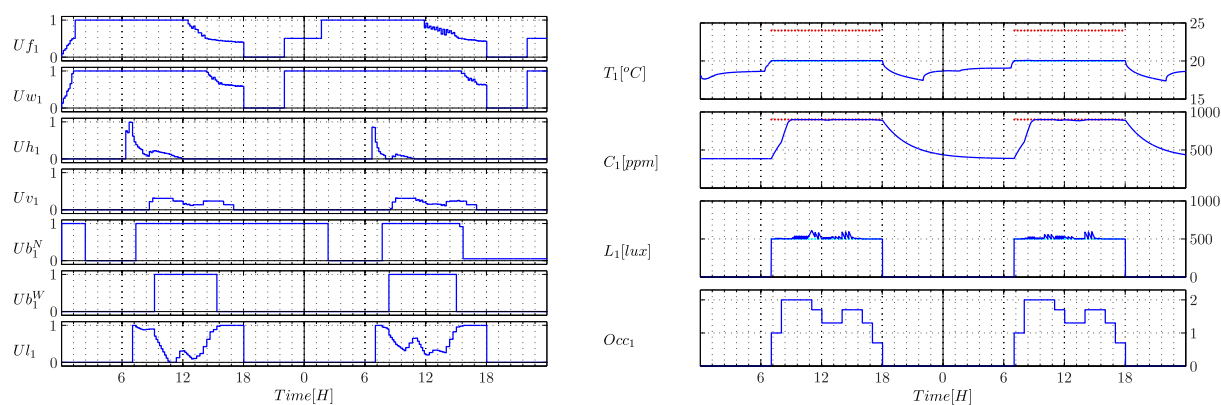 Uf₁ 1 0
Uw₁ 1 0
Uh₁ 1 0
Uv₁ 1 0
Ub₁ᴺ 1 0
Ub₁ᵂ 1 0
Ul₁ 1 0
6 12 18 0 6 12 18
Time[H]
T₁[ᵒC] 25 20 15
C₁[ppm] 1000 500
L₁[lux] 1000 500 0
Occ₁ 2 1 0
6 12 18 0 6 12 18
Time[H]